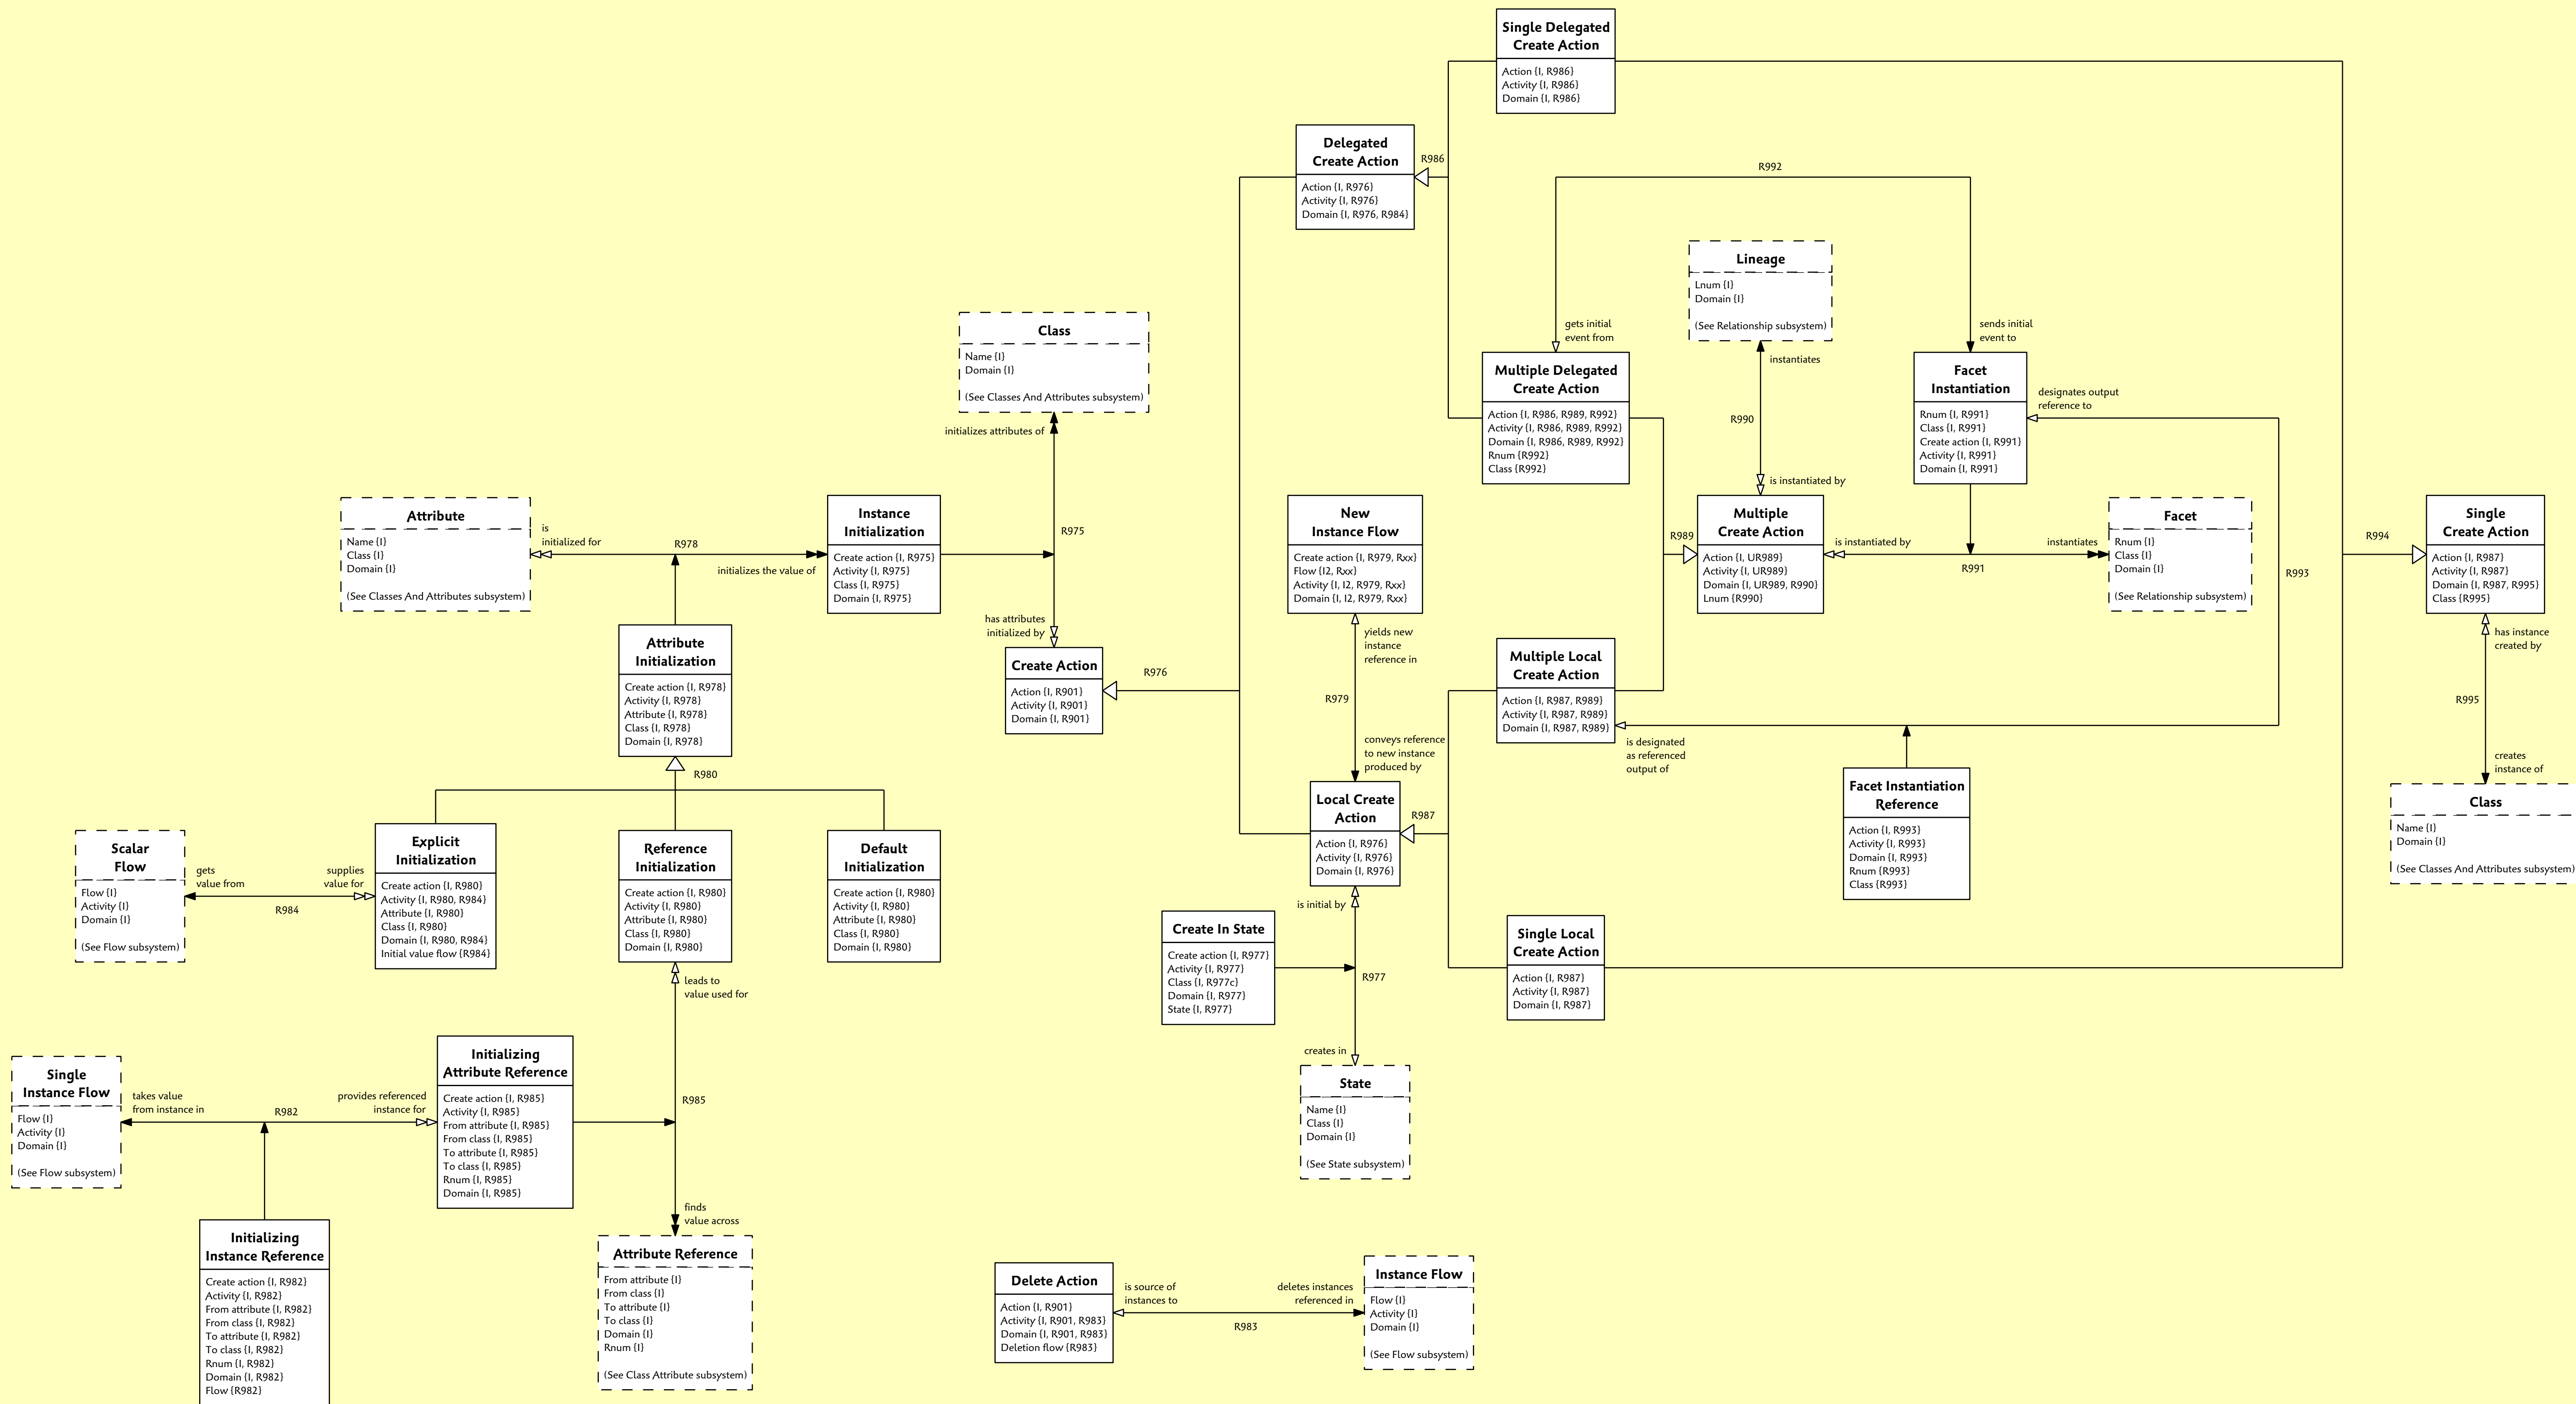 Single Delegated
Create Action
Action {I, R986}
Activity {I, R986}
Domain {I, R986}
Delegated
Create Action
Action {I, R976}
Activity {I, R976}
Domain {I, R976, R984}
R986
R992
Lineage
Lnum {I}
Domain {I}
(See Relationship subsystem)
gets initial
event from
instantiates
sends initial
event to
Class
Name {I}
Domain {I}
(See Classes And Attributes subsystem)
initializes attributes of
Multiple Delegated
Create Action
Action {I, R986, R989, R992}
Activity {I, R986, R989, R992}
Domain {I, R986, R989, R992}
Rnum {R992}
Class {R992}
R990
is instantiated by
Facet
Instantiation
Rnum {I, R991}
Class {I, R991}
Create action {I, R991}
Activity {I, R991}
Domain {I, R991}
designates output
reference to
Attribute
Name {I}
Class {I}
Domain {I}
(See Classes And Attributes subsystem)
is
initialized for
R978
initializes the value of
Instance
Initialization
Create action {I, R975}
Activity {I, R975}
Class {I, R975}
Domain {I, R975}
R975
has attributes
initialized by
New
Instance Flow
Create action {I, R979, Rxx}
Flow {I2, Rxx}
Activity {I, I2, R979, Rxx}
Domain {I, I2, R979, Rxx}
R989
Multiple
Create Action
Action {I, UR989}
Activity {I, UR989}
Domain {I, UR989, R990}
Lnum {R990}
is instantiated by
instantiates
R991
Facet
Rnum {I}
Class {I}
Domain {I}
(See Relationship subsystem)
R993
R994
Single
Create Action
Action {I, R987}
Activity {I, R987}
Domain {I, R987, R995}
Class {R995}
Attribute
Initialization
Create action {I, R978}
Activity {I, R978}
Attribute {I, R978}
Class {I, R978}
Domain {I, R978}
R980
Create Action
Action {I, R901}
Activity {I, R901}
Domain {I, R901}
R976
yields new
instance
reference in
R979
conveys reference
to new instance
produced by
Multiple Local
Create Action
Action {I, R987, R989}
Activity {I, R987, R989}
Domain {I, R987, R989}
is designated
as referenced
output of
has instance
created by
R995
creates
instance of
Class
Name {I}
Domain {I}
(See Classes And Attributes subsystem)
Facet Instantiation
Reference
Action {I, R993}
Activity {I, R993}
Domain {I, R993}
Rnum {R993}
Class {R993}
Local Create
Action
Action {I, R976}
Activity {I, R976}
Domain {I, R976}
R987
Scalar
Flow
Flow {I}
Activity {I}
Domain {I}
(See Flow subsystem)
gets
value from
supplies
value for
R984
Explicit
Initialization
Create action {I, R980}
Activity {I, R980, R984}
Attribute {I, R980}
Class {I, R980}
Domain {I, R980, R984}
Initial value flow {R984}
Reference
Initialization
Create action {I, R980}
Activity {I, R980}
Attribute {I, R980}
Class {I, R980}
Domain {I, R980}
Default
Initialization
Create action {I, R980}
Activity {I, R980}
Attribute {I, R980}
Class {I, R980}
Domain {I, R980}
is initial by
Create In State
Create action {I, R977}
Activity {I, R977}
Class {I, R977c}
Domain {I, R977}
State {I, R977}
R977
creates in
Single Local
Create Action
Action {I, R987}
Activity {I, R987}
Domain {I, R987}
leads to
value used for
Single
Instance Flow
Flow {I}
Activity {I}
Domain {I}
(See Flow subsystem)
takes value
from instance in
R982
provides referenced
instance for
Initializing
Attribute Reference
Create action {I, R985}
Activity {I, R985}
From attribute {I, R985}
From class {I, R985}
To attribute {I, R985}
To class {I, R985}
Rnum {I, R985}
Domain {I, R985}
R985
State
Name {I}
Class {I}
Domain {I}
(See State subsystem)
finds
value across
Initializing
Instance Reference
Create action {I, R982}
Activity {I, R982}
From attribute {I, R982}
From class {I, R982}
To attribute {I, R982}
To class {I, R982}
Rnum {I, R982}
Domain {I, R982}
Flow {R982}
Attribute Reference
From attribute {I}
From class {I}
To attribute {I}
To class {I}
Domain {I}
Rnum {I}
(See Class Attribute subsystem)
Delete Action
Action {I, R901}
Activity {I, R901, R983}
Domain {I, R901, R983}
Deletion flow {R983}
is source of
instances to
deletes instances
referenced in
R983
Instance Flow
Flow {I}
Activity {I}
Domain {I}
(See Flow subsystem)